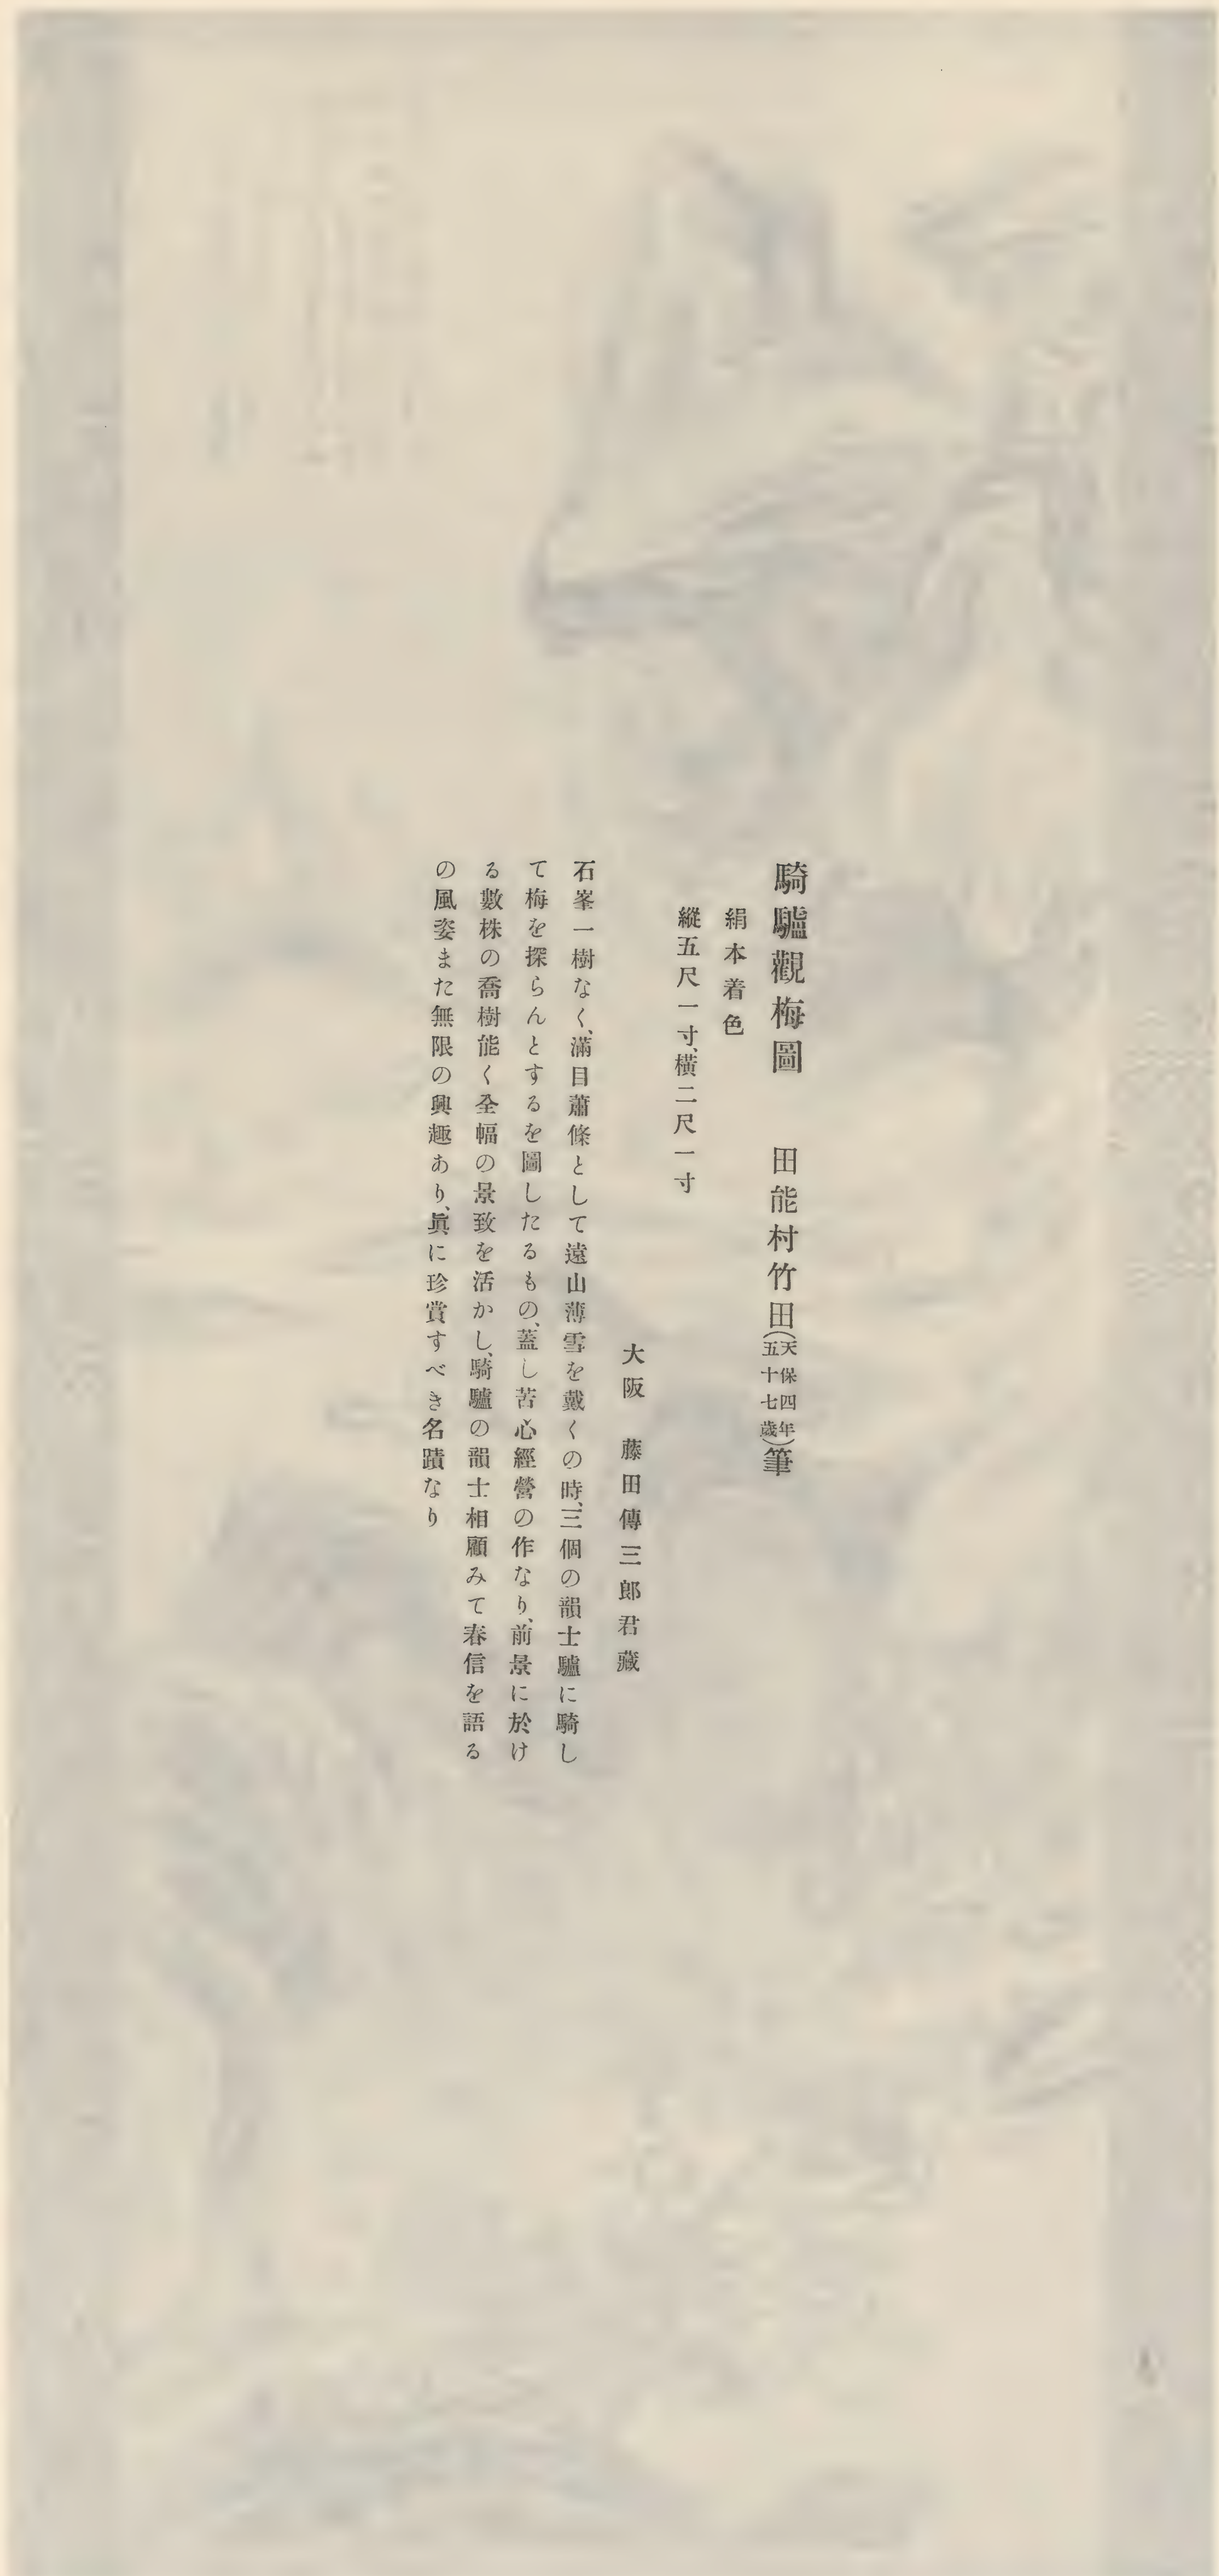 騎驢觀梅圖　田能村竹田(天保四年五十七歲)筆
絹本着色
縱五尺一寸、橫二尺一寸
大阪　藤田傳三郎君藏
石峯一樹なく、滿目蕭條として遠山薄雪を戴くの時、三個の韻士驢に騎し
て梅を探らんとするを圖したるもの、蓋し苦心經營の作なり、前景に於け
る數株の喬樹能く全幅の景致を活かし、騎驢の韻士相顧みて春信を語る
の風姿また無限の興趣あり、眞に珍賞すべき名蹟なり